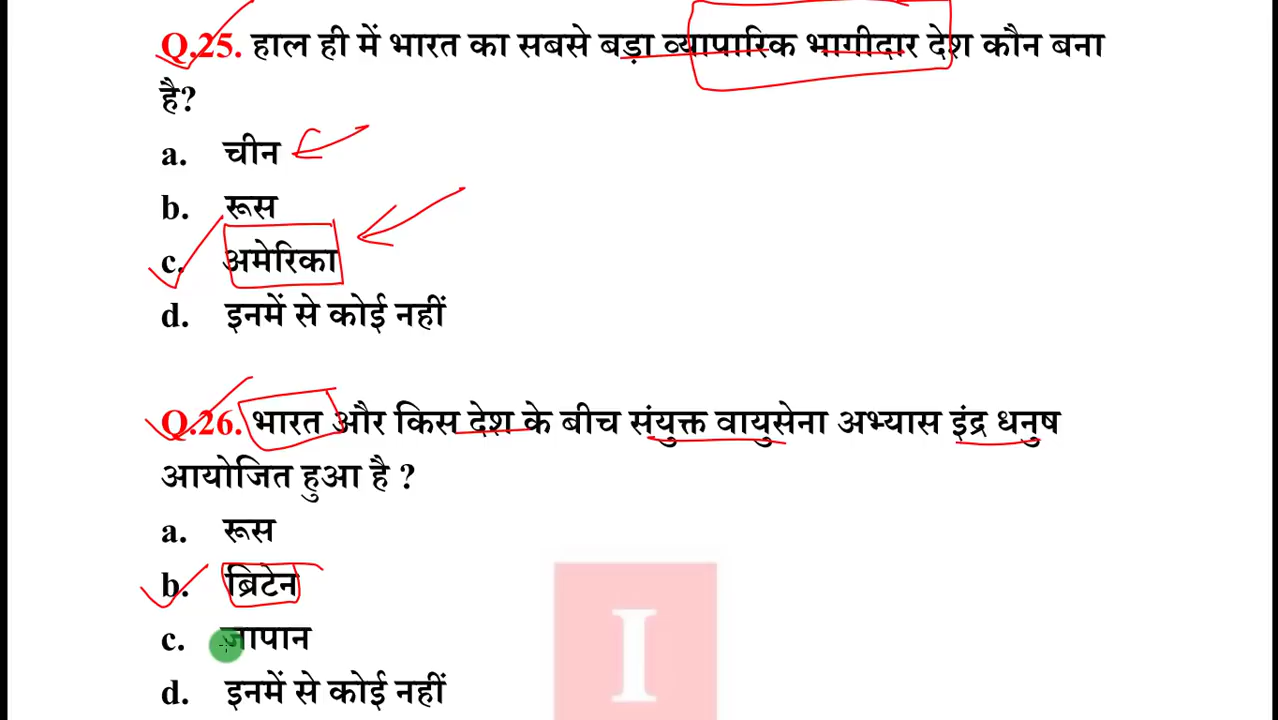 Q.25. हाल ही में भारत का सबसे बड़ा व्यापारिक भागीदार देश कौन बना
है?
a. चीन
b. रूस
c. अमेरिका
d. इनमें से कोई नहीं
Q.26. भारत और किस देश के बीच संयुक्त वायुसेना अभ्यास इंद्र धनुष
आयोजित हुआ है ?
a. रूस
b. ब्रिटेन
c. जापान
d. इनमें से कोई नहीं
I